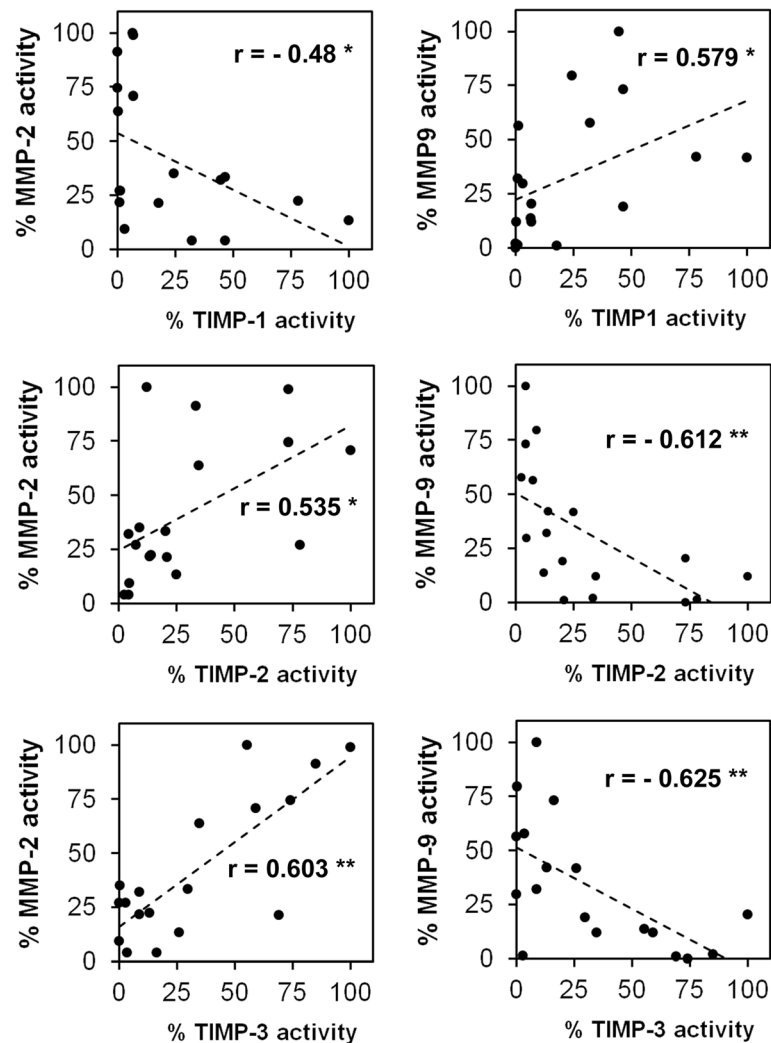 % MMP-2 activity
100
75
50
25
0
r = - 0.48 *
0 25 50 75 100
% TIMP-1 activity
% MMP9 activity
100
75
50
25
0
r = 0.579 *
0 25 50 75 100
% TIMP1 activity
% MMP-2 activity
100
75
50
25
0
r = 0.535 *
0 25 50 75 100
% TIMP-2 activity
% MMP-9 activity
100
75
50
25
0
r = - 0.612 **
0 25 50 75 100
% TIMP-2 activity
% MMP-2 activity
100
75
50
25
0
r = 0.603 **
0 25 50 75 100
% TIMP-3 activity
% MMP-9 activity
100
75
50
25
0
r = - 0.625 **
0 25 50 75 100
% TIMP-3 activity